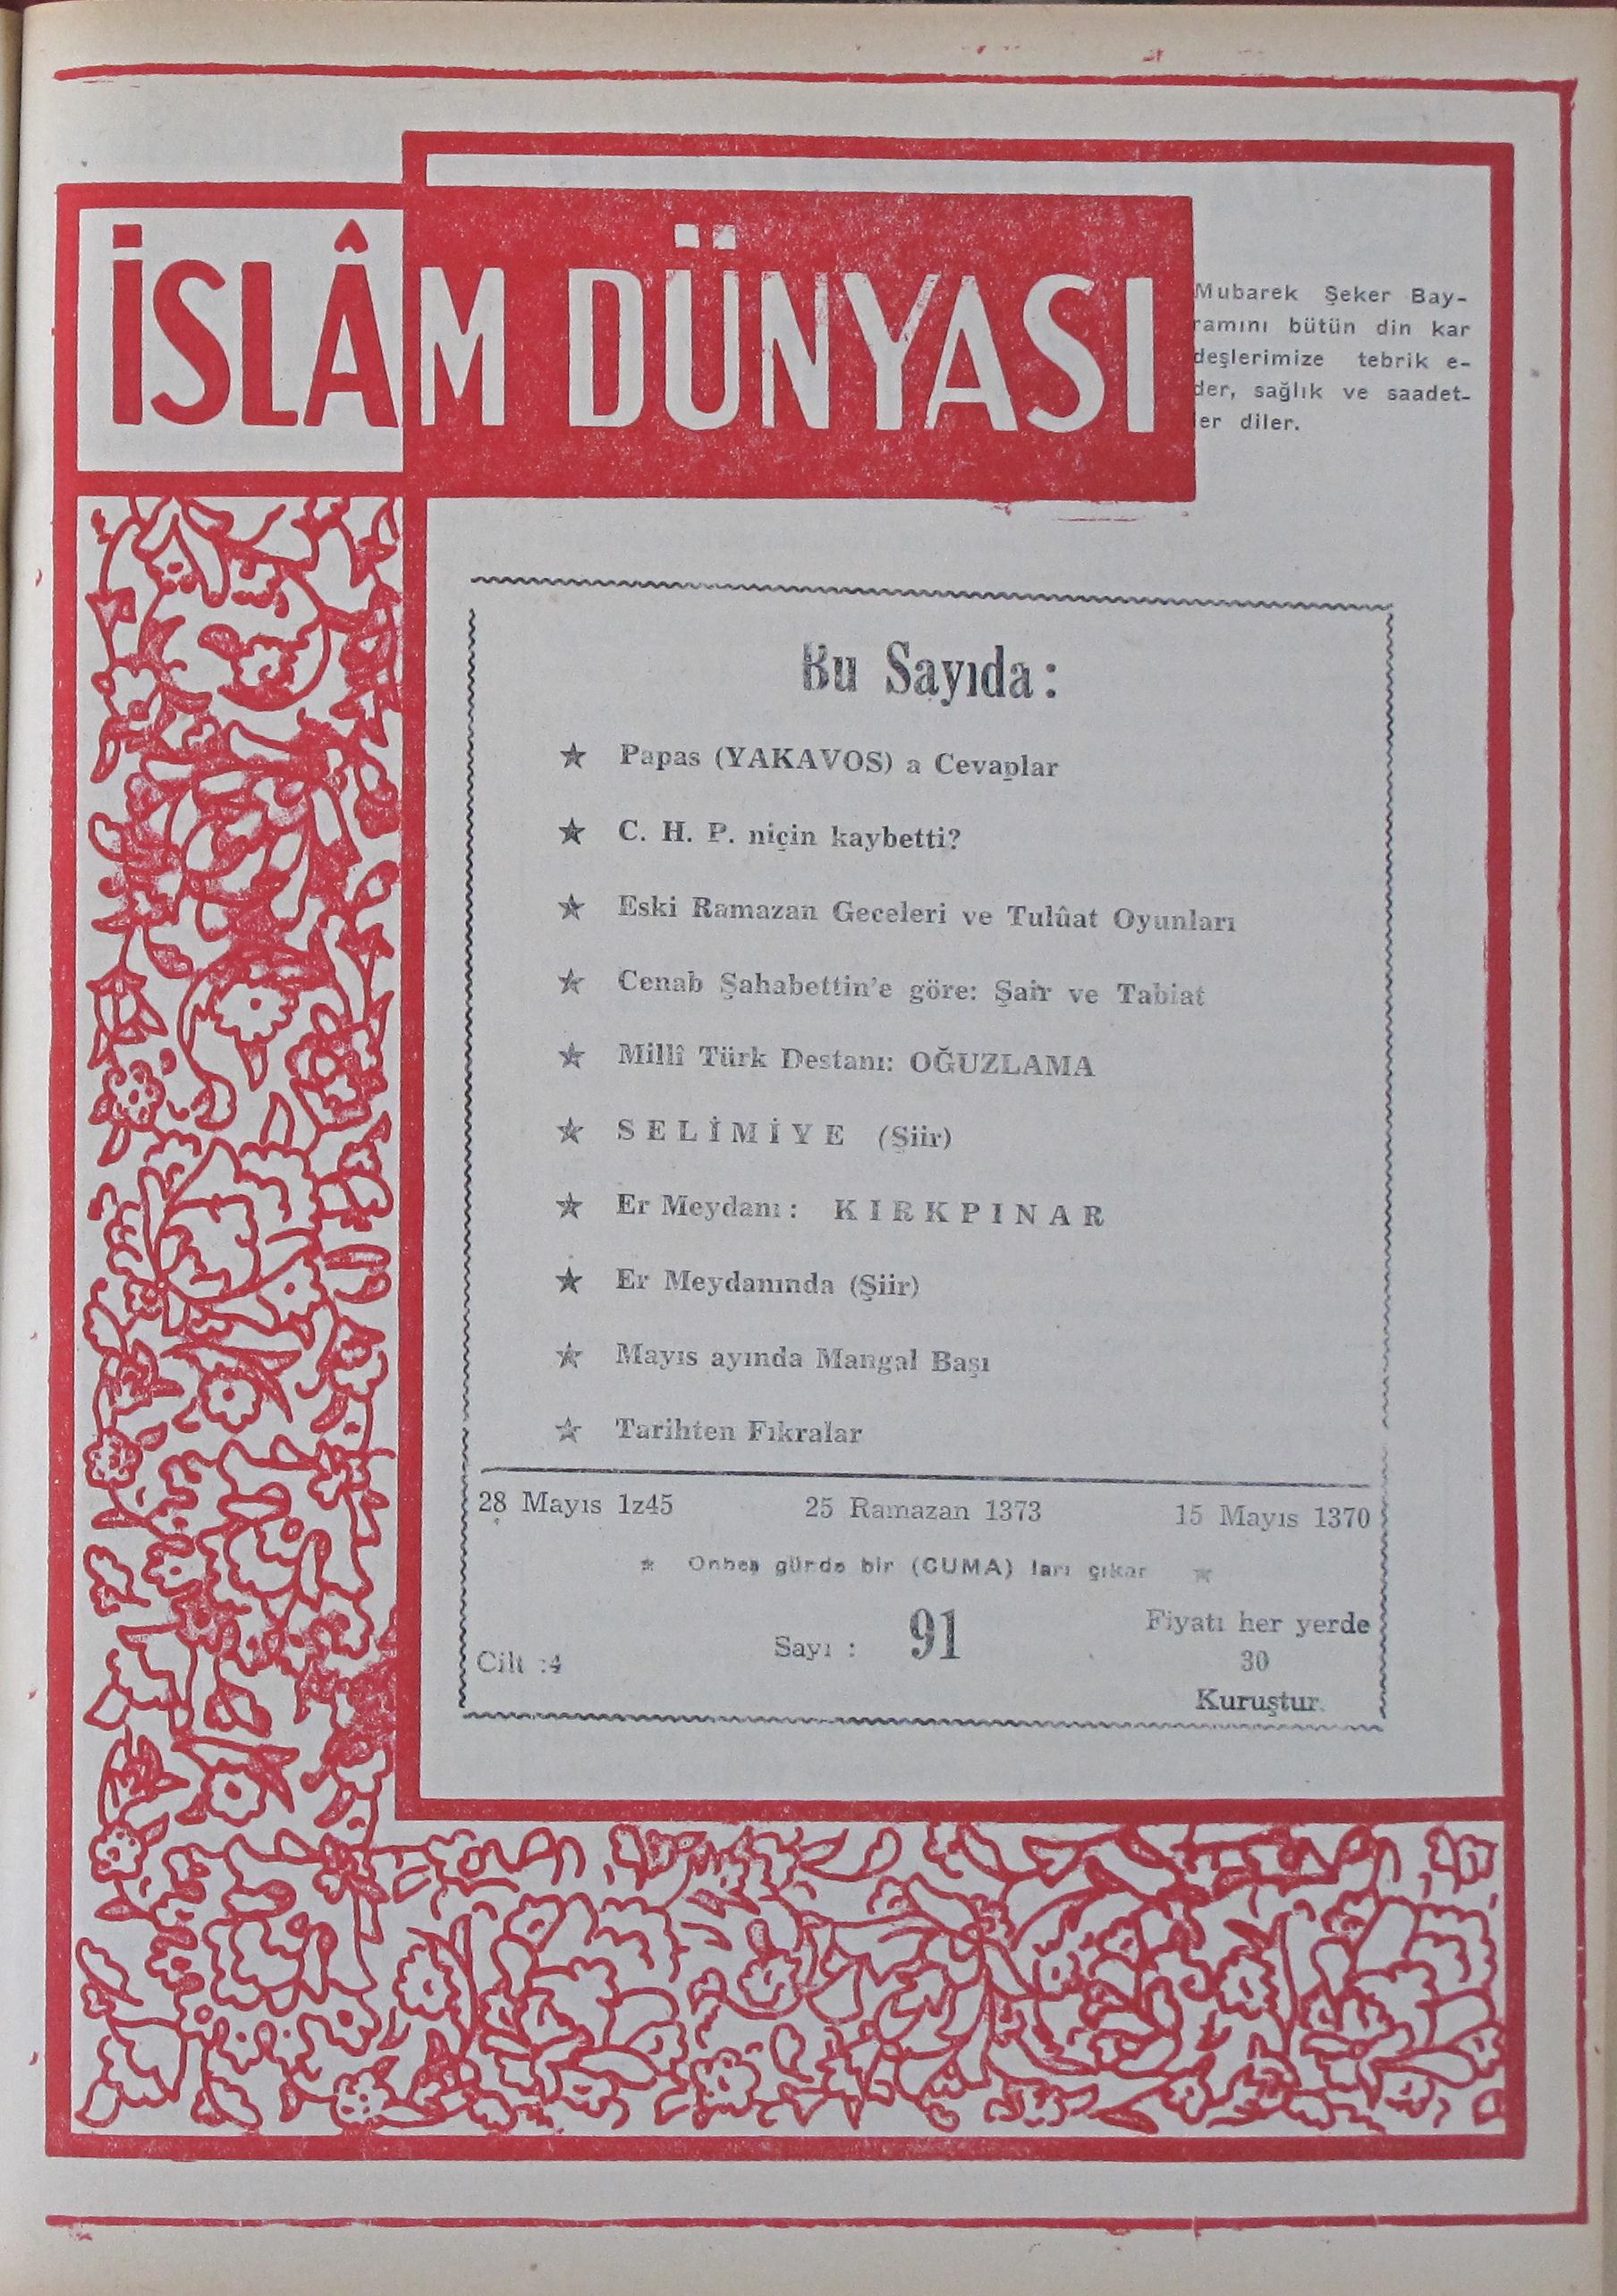 İSLÂM DÜNYASI
Mubarek Şeker Bay-
ramını bütün din kar
deşlerimize tebrik e-
der, sağlık ve saadet-
ler diler.
Bu Sayıda:
★ Papas (YAKAVOS) a Cevaplar
★ C. H. P. niçin kaybetti?
★ Eski Ramazan Geceleri ve Tulûat Oyunları
★ Cenab Şahabettin'e göre: Şair ve Tabiat
★ Millî Türk Destanı: OĞUZLAMA
★ SELİMİYE (Şiir)
★ Er Meydanı: KIRKPINAR
★ Er Meydanında (Şiir)
★ Mayıs ayında Mangal Başı
★ Tarihten Fıkralar
28 Mayıs 1z45 25 Ramazan 1373 15 Mayıs 1370
★ Onbeş günde bir (CUMA) ları çıkar ★
Cilt :4 Sayı : 91 Fiyatı her yerde
30
Kuruştur.